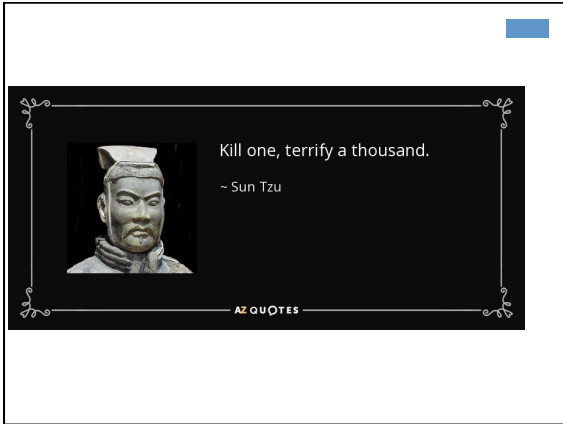 Kill one, terrify a thousand.
~ Sun Tzu
AZ QUOTES